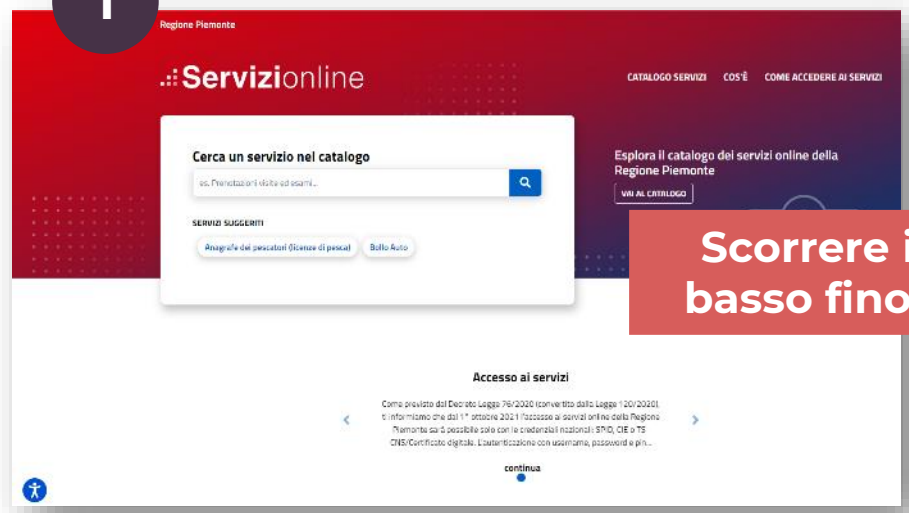 1
Regione Piemonte
Servizionline
CATALOGO SERVIZI COS'È COME ACCEDERE AI SERVIZI
Cerca un servizio nel catalogo
es. Prenotazioni visite ed esami...
SERVIZI SUGGERITI
Anagrafe dei pescatori (licenze di pesca) Bollo Auto
Esplora il catalogo dei servizi online della
Regione Piemonte
VAI AL CATALOGO
Scorrere i
basso fino
Accesso ai servizi
Come previsto dal Decreto Legge 76/2020 (convertito dalla Legge 120/2020),
ti informiamo che dal 1° ottobre 2021 l'accesso ai servizi online della Regione
Piemonte sarà possibile solo con le credenziali nazionali: SPID, CIE o TS
CNS/Certificato digitale. L'autenticazione con username, password e pin...
continua